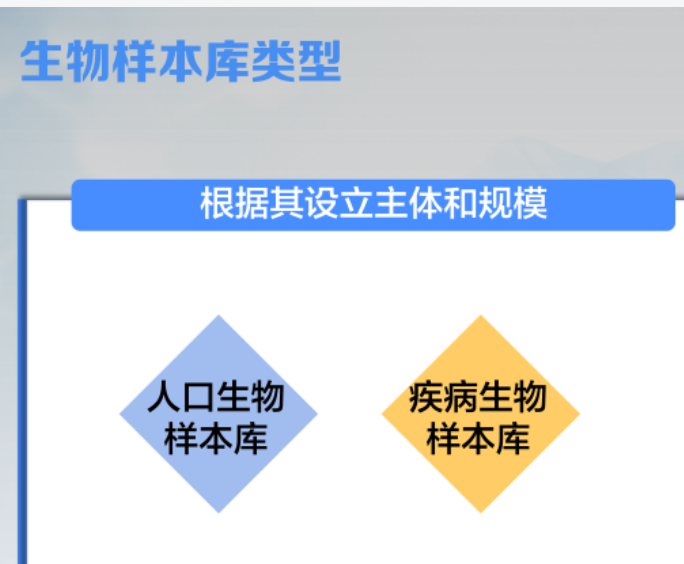 生物样本库类型
根据其设立主体和规模
人口生物
样本库
疾病生物
样本库